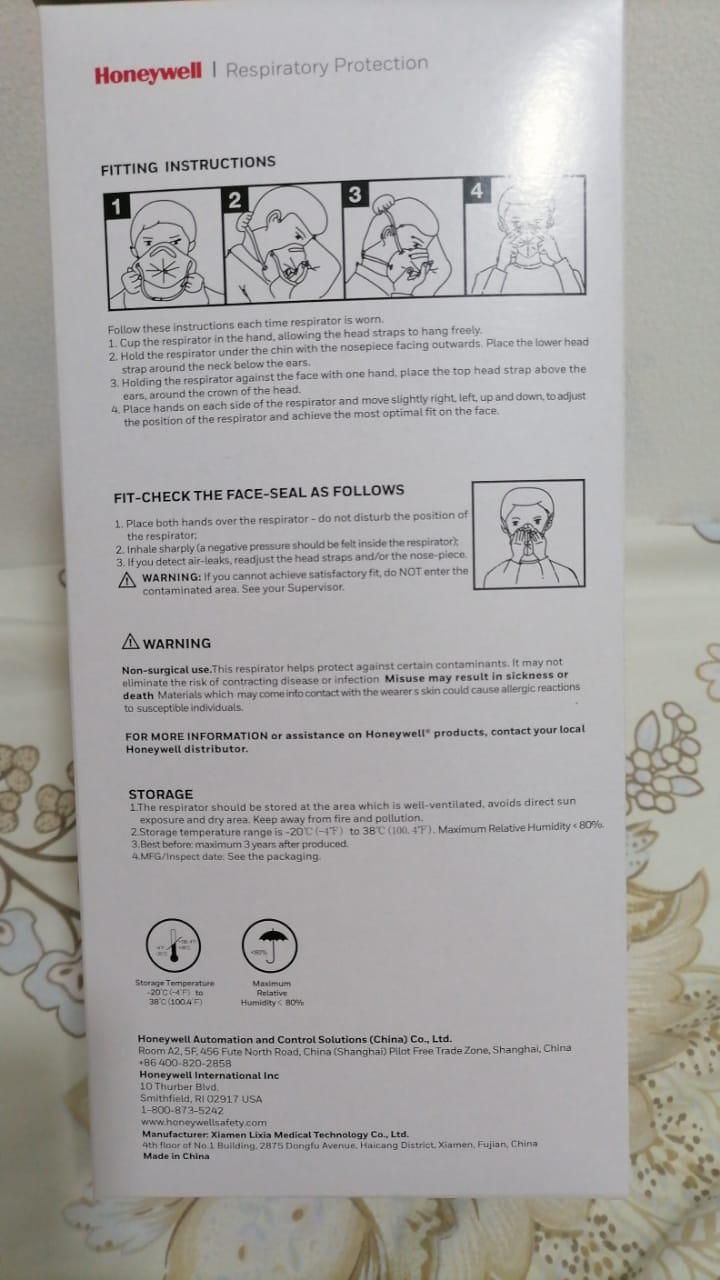 Honeywell | Respiratory Protection
FITTING INSTRUCTIONS
1 2 3 4
Follow these instructions each time respirator is worn.
1. Cup the respirator in the hand, allowing the head straps to hang freely.
2. Hold the respirator under the chin with the nosepiece facing outwards. Place the lower head
strap around the neck below the ears.
3. Holding the respirator against the face with one hand, place the top head strap above the
ears, around the crown of the head.
4. Place hands on each side of the respirator and move slightly right, left, up and down, to adjust
the position of the respirator and achieve the most optimal fit on the face.
FIT-CHECK THE FACE-SEAL AS FOLLOWS
1. Place both hands over the respirator - do not disturb the position of
the respirator;
2. Inhale sharply (a negative pressure should be felt inside the respirator);
3. If you detect air-leaks, readjust the head straps and/or the nose-piece.
WARNING: If you cannot achieve satisfactory fit, do NOT enter the
contaminated area. See your Supervisor.
WARNING
Non-surgical use.This respirator helps protect against certain contaminants. It may not
eliminate the risk of contracting disease or infection Misuse may result in sickness or
death Materials which may come into contact with the wearer s skin could cause allergic reactions
to susceptible individuals.
FOR MORE INFORMATION or assistance on Honeywell® products, contact your local
Honeywell distributor.
STORAGE
1.The respirator should be stored at the area which is well-ventilated, avoids direct sun
exposure and dry area. Keep away from fire and pollution.
2.Storage temperature range is -20℃ (-4℉) to 38℃ (100. 4℉). Maximum Relative Humidity < 80%.
3.Best before: maximum 3 years after produced.
4.MFG/Inspect date: See the packaging.
<80%
Storage Temperature
-20℃ (-4℉) to
38℃ (100.4℉)
Maximum
Relative
Humidity < 80%
Honeywell Automation and Control Solutions (China) Co., Ltd.
Room A2, 5F, 456 Fute North Road, China (Shanghai) Pilot Free Trade Zone, Shanghai, China
+86 400-820-2858
Honeywell International Inc
10 Thurber Blvd.
Smithfield, RI 02917 USA
1-800-873-5242
www.honeywellsafety.com
Manufacturer: Xiamen Lixia Medical Technology Co., Ltd.
4th floor of No.1 Building, 2875 Dongfu Avenue, Haicang District, Xiamen, Fujian, China
Made in China